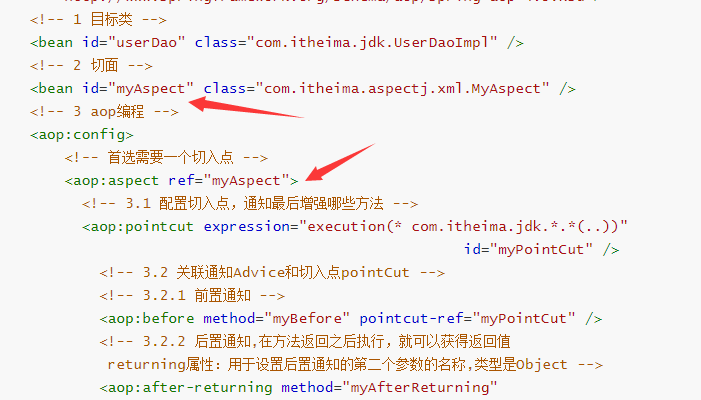 <!-- 1 目标类 -->
<bean id="userDao" class="com.itheima.jdk.UserDaoImpl" />
<!-- 2 切面 -->
<bean id="myAspect" class="com.itheima.aspectj.xml.MyAspect" />
<!-- 3 aop编程 -->
<aop:config>
<!-- 首选需要一个切入点 -->
<aop:aspect ref="myAspect">
<!-- 3.1 配置切入点，通知最后增强哪些方法 -->
<aop:pointcut expression="execution(* com.itheima.jdk.*.*(..))"
id="myPointCut" />
<!-- 3.2 关联通知Advice和切入点pointCut -->
<!-- 3.2.1 前置通知 -->
<aop:before method="myBefore" pointcut-ref="myPointCut" />
<!-- 3.2.2 后置通知,在方法返回之后执行，就可以获得返回值
returning属性：用于设置后置通知的第二个参数的名称,类型是Object -->
<aop:after-returning method="myAfterReturning"